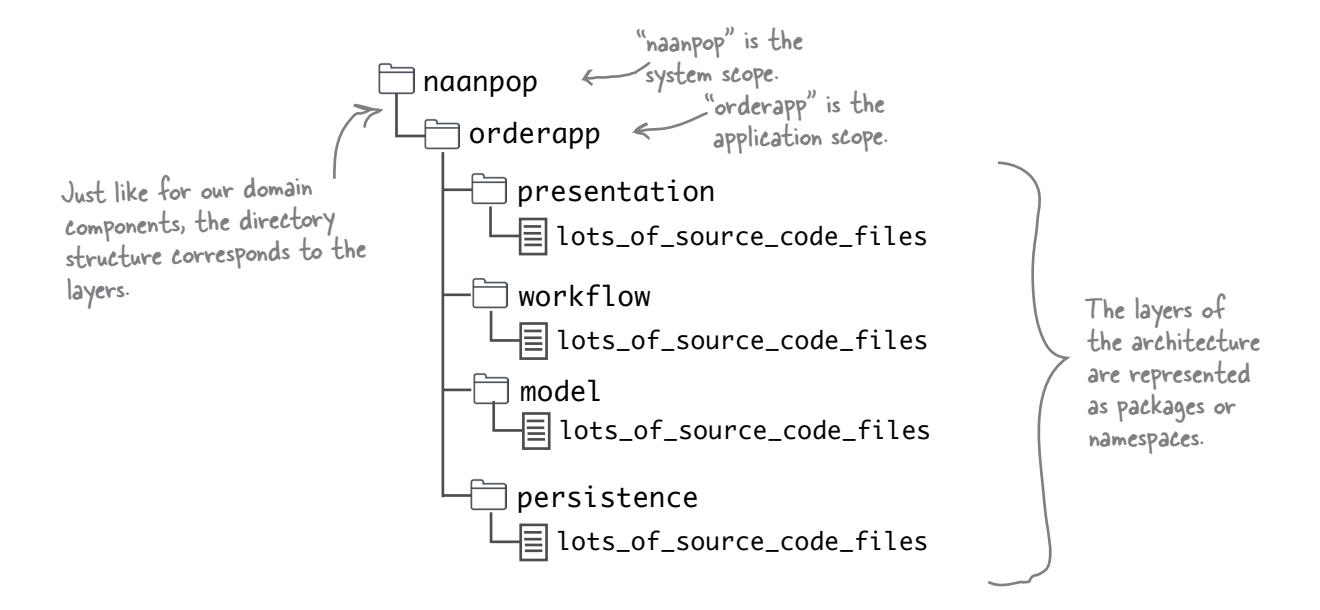 “naanpop” is the
system scope.
naanpop
“orderapp” is the
application scope.
orderapp
Just like for our domain
components, the directory
structure corresponds to the
layers.
presentation
lots_of_source_code_files
workflow
lots_of_source_code_files
model
lots_of_source_code_files
persistence
lots_of_source_code_files
The layers of
the architecture
are represented
as packages or
namespaces.